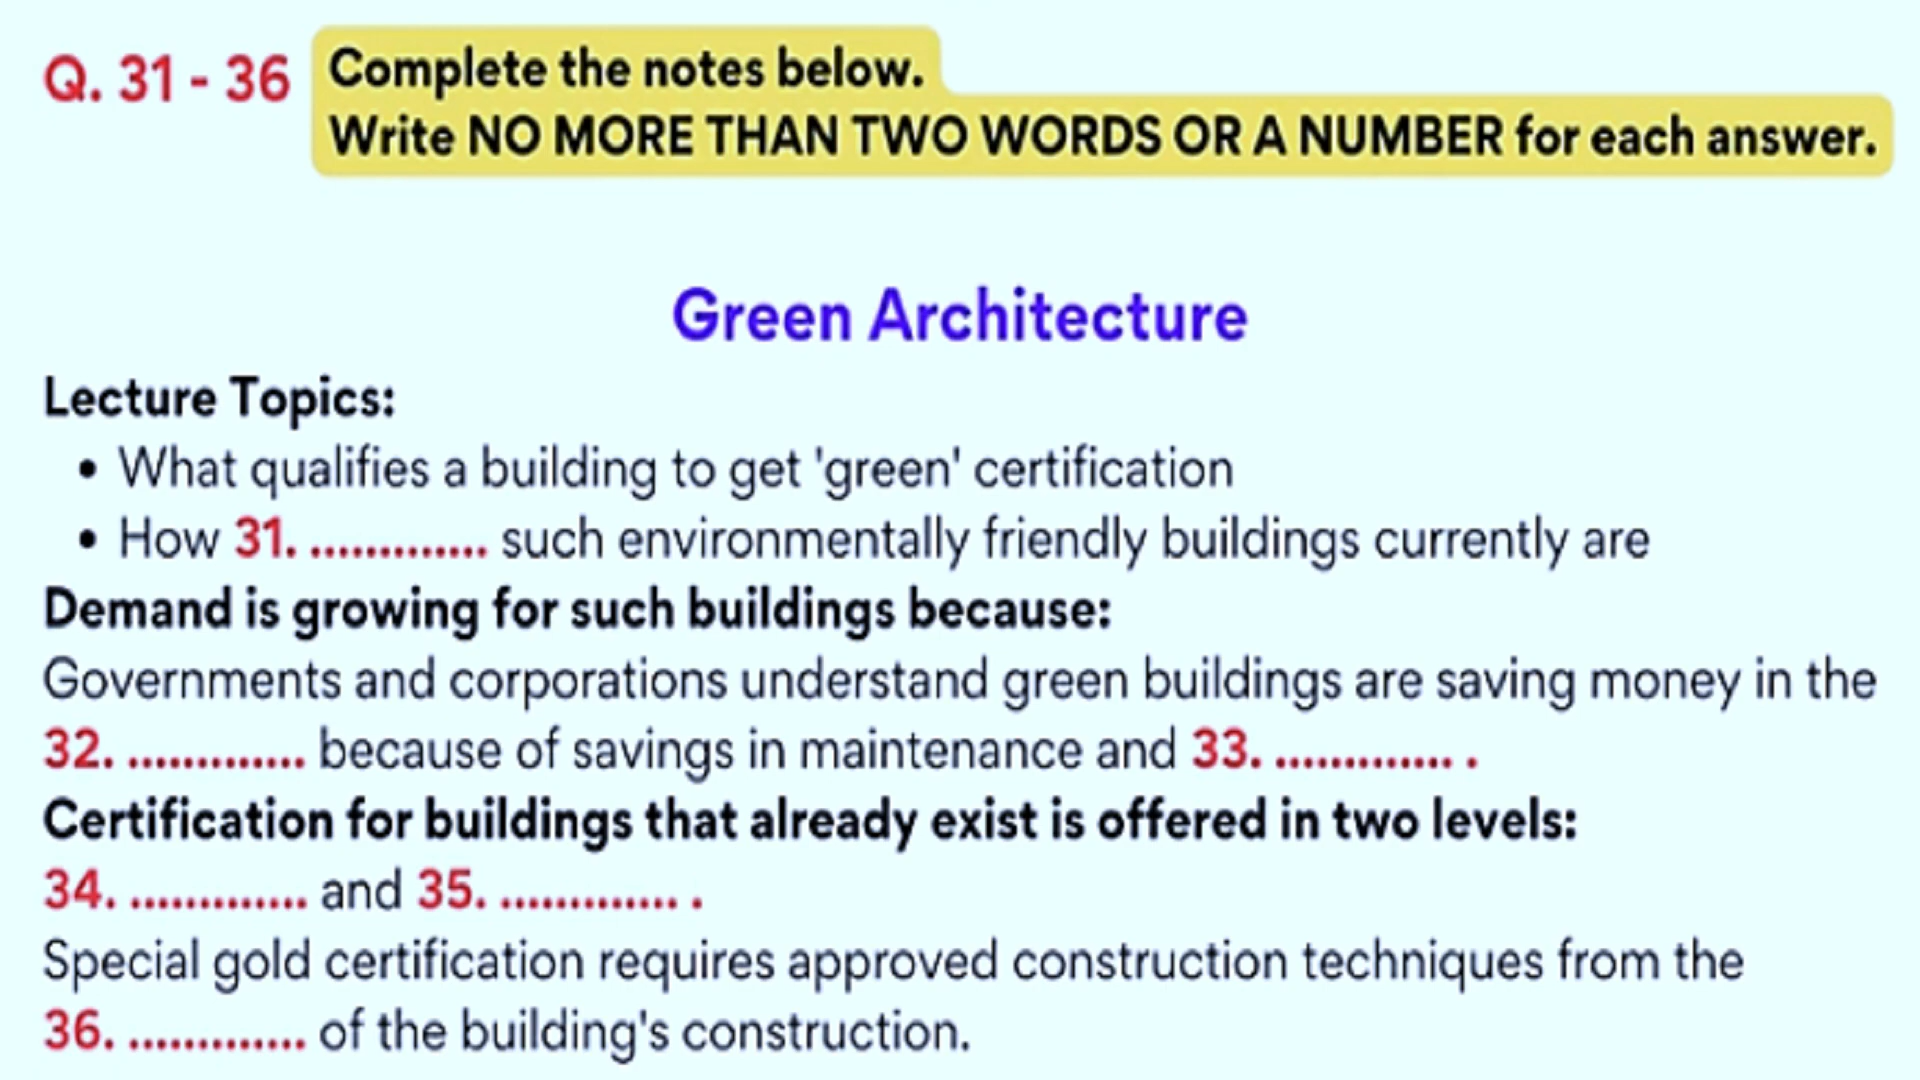 Q. 31 - 36
Complete the notes below.
Write NO MORE THAN TWO WORDS OR A NUMBER for each answer.
Green Architecture
Lecture Topics:
• What qualifies a building to get 'green' certification
• How 31. ............. such environmentally friendly buildings currently are
Demand is growing for such buildings because:
Governments and corporations understand green buildings are saving money in the
32. ............. because of savings in maintenance and 33. ............. .
Certification for buildings that already exist is offered in two levels:
34. ............. and 35. ............. .
Special gold certification requires approved construction techniques from the
36. ............. of the building's construction.